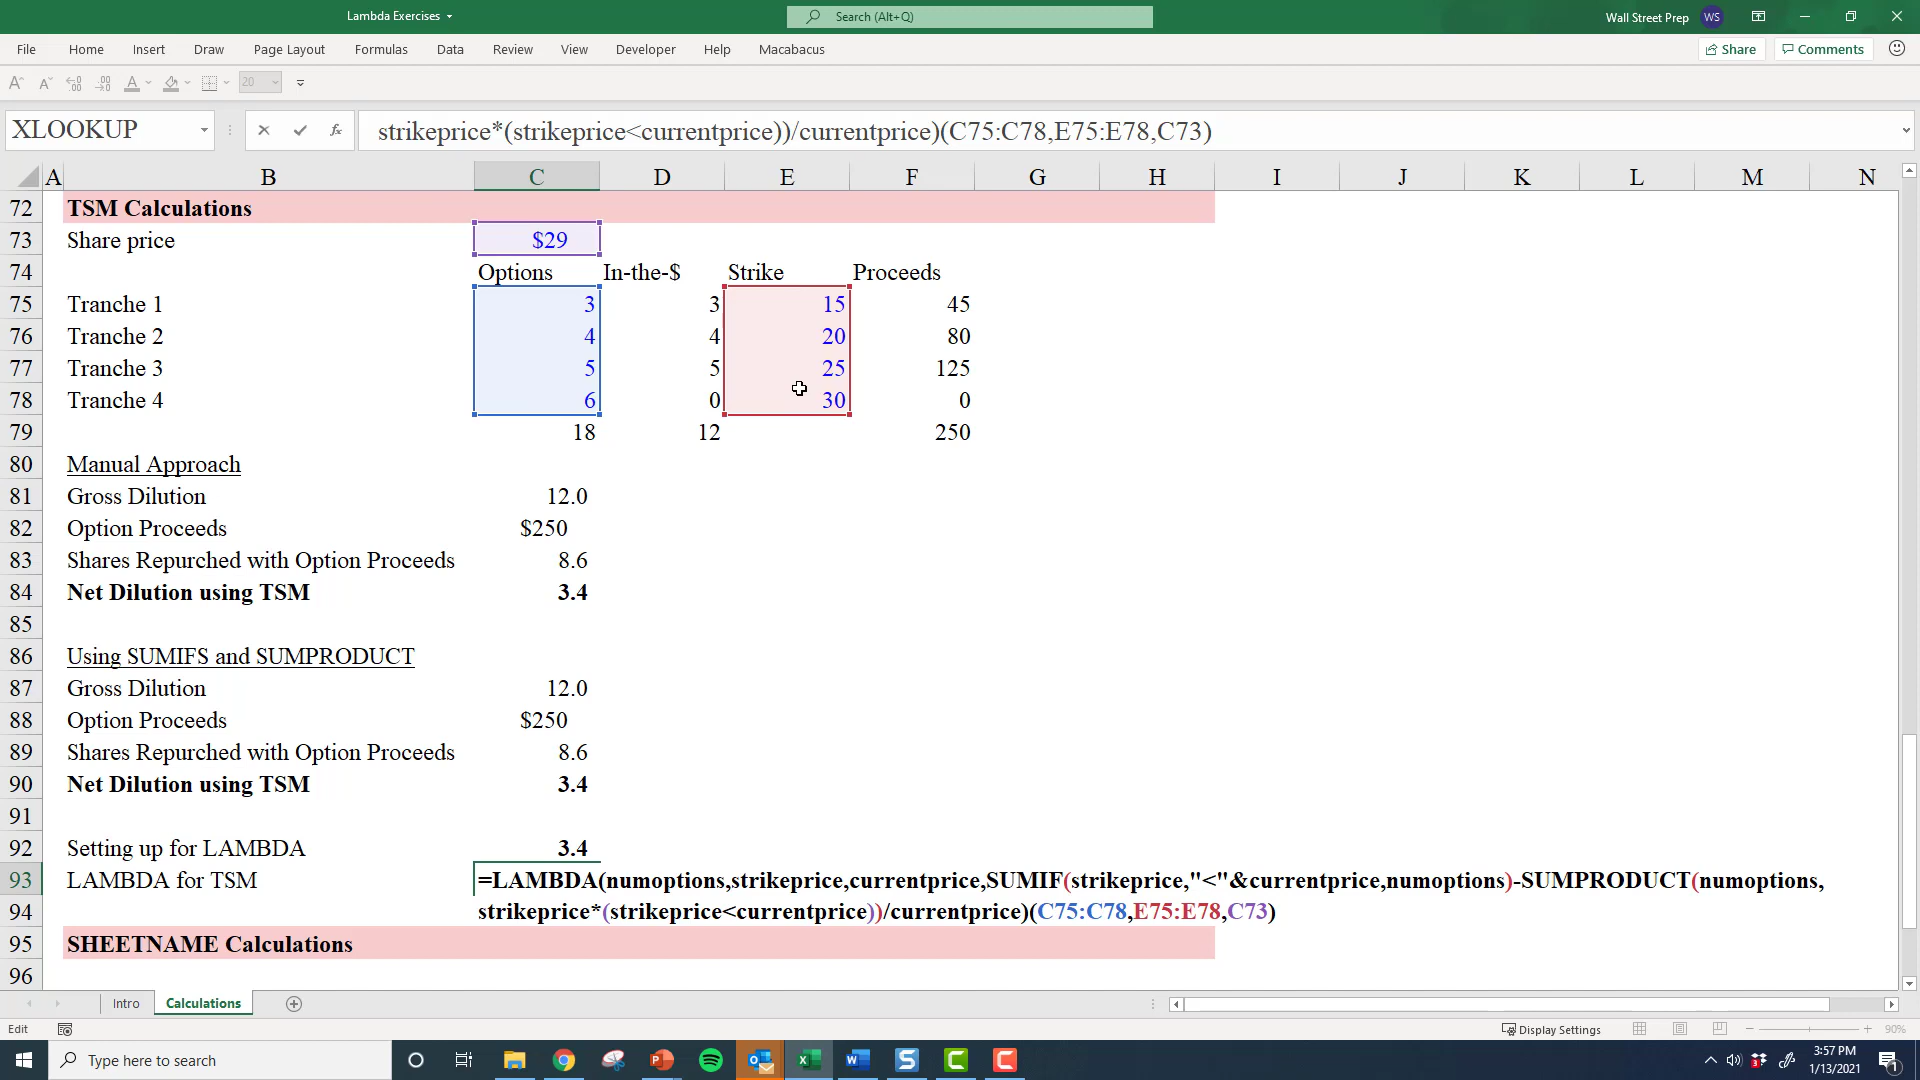 Lambda Exercises
Search (Alt+Q)
Wall Street Prep WS
File Home Insert Draw Page Layout Formulas Data Review View Developer Help Macabacus Share Comments
20
XLOOKUP fx strikeprice*(strikeprice<currentprice))/currentprice)(C75:C78,E75:E78,C73)
A B C D E F G H I J K L M N
72 TSM Calculations
73 Share price $29
74 Options In-the-$ Strike Proceeds
75 Tranche 1 3 3 15 45
76 Tranche 2 4 4 20 80
77 Tranche 3 5 5 25 125
78 Tranche 4 6 0 30 0
79 18 12 250
80 Manual Approach
81 Gross Dilution 12.0
82 Option Proceeds $250
83 Shares Repurched with Option Proceeds 8.6
84 Net Dilution using TSM 3.4
85
86 Using SUMIFS and SUMPRODUCT
87 Gross Dilution 12.0
88 Option Proceeds $250
89 Shares Repurched with Option Proceeds 8.6
90 Net Dilution using TSM 3.4
91
92 Setting up for LAMBDA 3.4
93 LAMBDA for TSM =LAMBDA(numoptions,strikeprice,currentprice,SUMIF(strikeprice,"<"&currentprice,numoptions)-SUMPRODUCT(numoptions,
94 strikeprice*(strikeprice<currentprice))/currentprice)(C75:C78,E75:E78,C73)
95 SHEETNAME Calculations
96
Intro Calculations
Edit Display Settings 90%
Type here to search
3:57 PM
1/13/2021